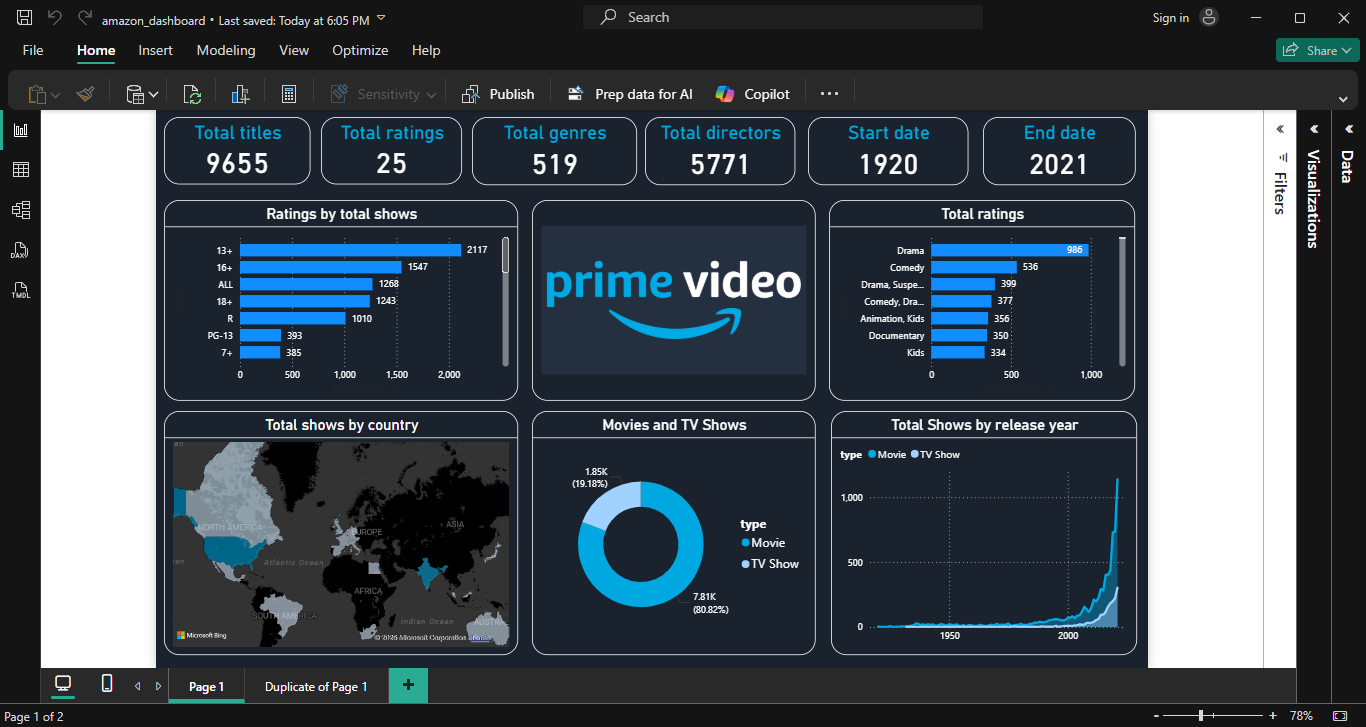 amazon_dashboard • Last saved: Today at 6:05 PM
Search
Sign in
File Home Insert Modeling View Optimize Help
Share
Sensitivity
Publish
Prep data for AI
Copilot
Total titles
9655
Total ratings
25
Total genres
519
Total directors
5771
Start date
1920
End date
2021
Filters
Visualizations
Data
DAX
TMDL
Ratings by total shows
13+ 2117
16+ 1547
ALL 1268
18+ 1243
R 1010
PG-13 393
7+ 385
0 500 1,000 1,500 2,000
prime video
Total ratings
Drama 986
Comedy 536
Drama, Suspe... 399
Comedy, Dra... 377
Animation, Kids 356
Documentary 350
Kids 334
0 500 1,000
Total shows by country
NORTH AMERICA
EUROPE
ASIA
Atlantic Ocean
AFRICA
SOUTH AMERICA
Indian Ocean
AUSTRA
Microsoft Bing
© 2025 Microsoft Corporation
Movies and TV Shows
1.85K
(19.18%)
type
Movie
TV Show
7.81K
(80.82%)
Total Shows by release year
type Movie TV Show
1,000
500
0
1950 2000
Page 1
Duplicate of Page 1
+
Page 1 of 2
- + 78%